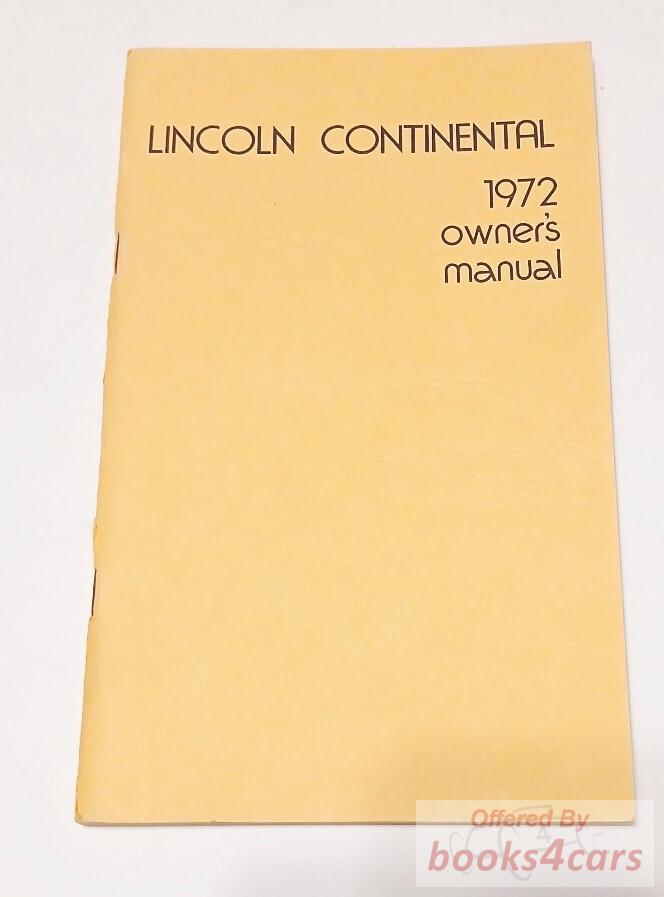 LINCOLN CONTINENTAL
1972
owner's
manual
Offered By
books4cars